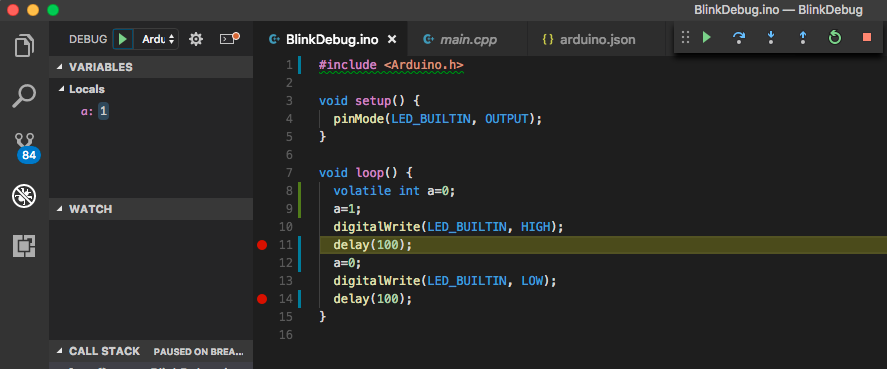 BlinkDebug.ino — BlinkDebug
DEBUG Ardu
BlinkDebug.ino
main.cpp
{ } arduino.json
VARIABLES
Locals
a: 1
84
WATCH
CALL STACK PAUSED ON BREA...
1 #include <Arduino.h>
2
3 void setup() {
4 pinMode(LED_BUILTIN, OUTPUT);
5 }
6
7 void loop() {
8 volatile int a=0;
9 a=1;
10 digitalWrite(LED_BUILTIN, HIGH);
11 delay(100);
12 a=0;
13 digitalWrite(LED_BUILTIN, LOW);
14 delay(100);
15 }
16